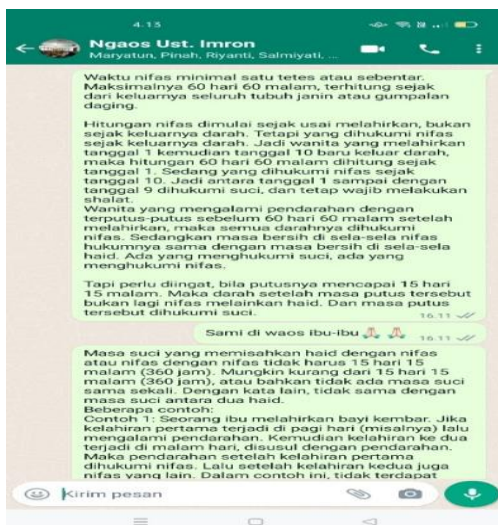 4.15
Ngaos Ust. Imron
Maryatun, Pinah, Riyanti, Salmiyati, ...
Waktu nifas minimal satu tetes atau sebentar.
Maksimalnya 60 hari 60 malam, terhitung sejak
dari keluarnya seluruh tubuh janin atau gumpalan
daging.
Hitungan nifas dimulai sejak usai melahirkan, bukan
sejak keluarnya darah. Tetapi yang dihukumi nifas
sejak keluarnya darah. Jadi wanita yang melahirkan
tanggal 1 kemudian tanggal 10 baru keluar darah,
maka hitungan 60 hari 60 malam dihitung sejak
tanggal 1. Sedang yang dihukumi nifas sejak
tanggal 10. Jadi antara tanggal 1 sampai dengan
tanggal 9 dihukumi suci, dan tetap wajib melakukan
shalat.
Wanita yang mengalami pendarahan dengan
terputus-putus sebelum 60 hari 60 malam setelah
melahirkan, maka semua darahnya dihukumi
nifas. Sedangkan masa bersih di sela-sela nifas
hukumnya sama dengan masa bersih di sela-sela
haid. Ada yang menghukumi suci, ada yang
menghukumi nifas.
Tapi perlu diingat, bila putusnya mencapai 15 hari
15 malam. Maka darah setelah masa putus tersebut
bukan lagi nifas melainkan haid. Dan masa putus
tersebut dihukumi suci.
16.11
Sami di waos ibu-ibu 🙏 🙏
16.11
Masa suci yang memisahkan haid dengan nifas
atau nifas dengan nifas tidak harus 15 hari 15
malam (360 jam). Mungkin kurang dari 15 hari 15
malam (360 jam), atau bahkan tidak ada masa suci
sama sekali. Dengan kata lain, tidak sama dengan
masa suci antara dua haid.
Beberapa contoh:
Contoh 1: Seorang ibu melahirkan bayi kembar. Jika
kelahiran pertama terjadi di pagi hari (misalnya) lalu
mengalami pendarahan. Kemudian kelahiran ke dua
terjadi di malam hari, disusul dengan pendarahan.
Maka pendarahan setelah kelahiran pertama
dihukumi nifas. Lalu setelah kelahiran kedua juga
nifas yang lain. Dalam contoh ini, tidak terdapat
Kirim pesan